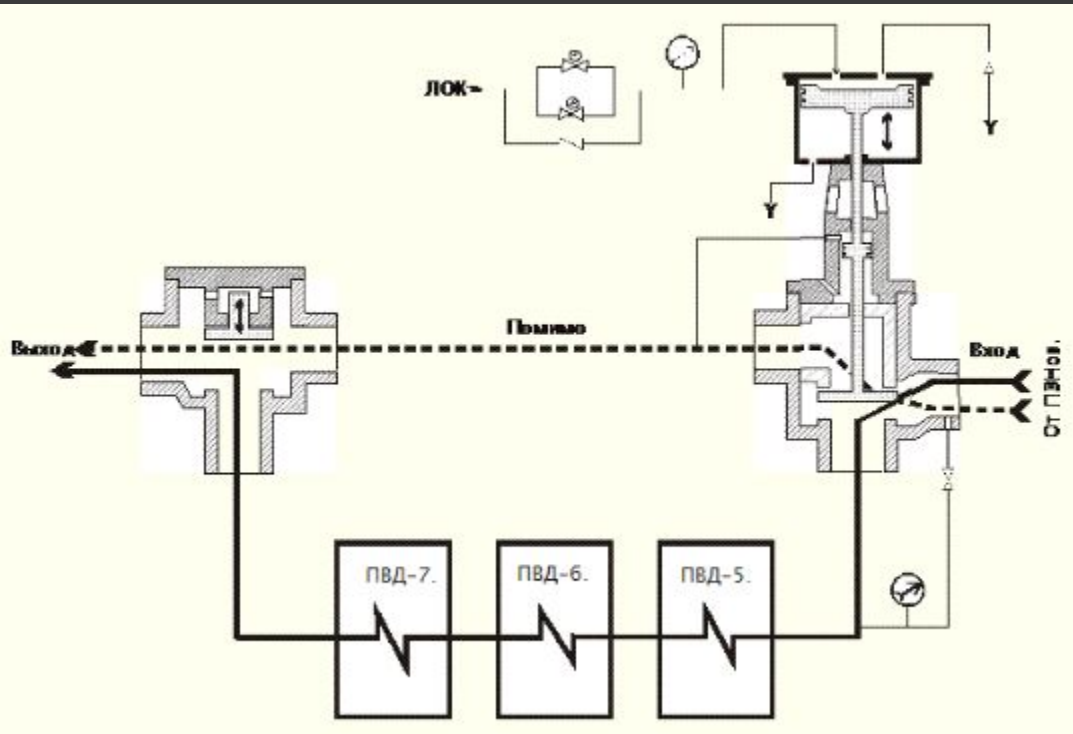 ЛОК-
Y
Y
Помимо
Выход
Вход
От ПЭНов.
ПВД-7.
ПВД-6.
ПВД-5.